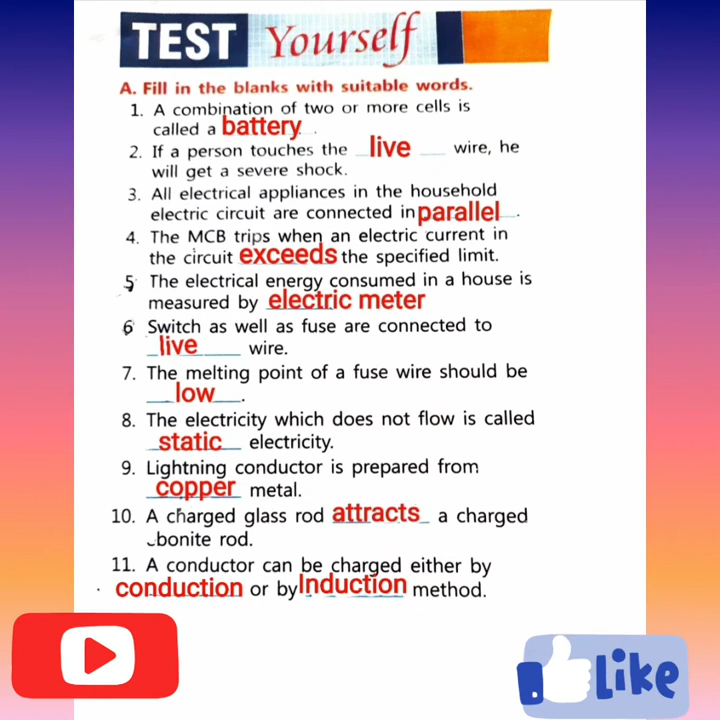 TEST Yourself
A. Fill in the blanks with suitable words.
1. A combination of two or more cells is
called a battery.
2. If a person touches the live wire, he
will get a severe shock.
3. All electrical appliances in the household
electric circuit are connected in parallel.
4. The MCB trips when an electric current in
the circuit exceeds the specified limit.
5 The electrical energy consumed in a house is
measured by electric meter
6 Switch as well as fuse are connected to
live wire.
7. The melting point of a fuse wire should be
low.
8. The electricity which does not flow is called
static electricity.
9. Lightning conductor is prepared from
copper metal.
10. A charged glass rod attracts a charged
bonite rod.
11. A conductor can be charged either by
conduction or by Induction method.
Like